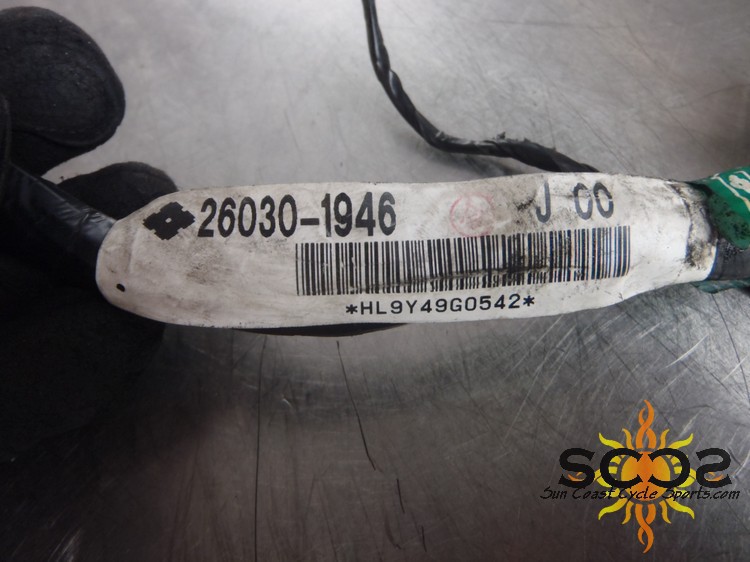 26030-1946
J 00
*HL9Y49G0542*
SCCS
Sun Coast Cycle Sports.com